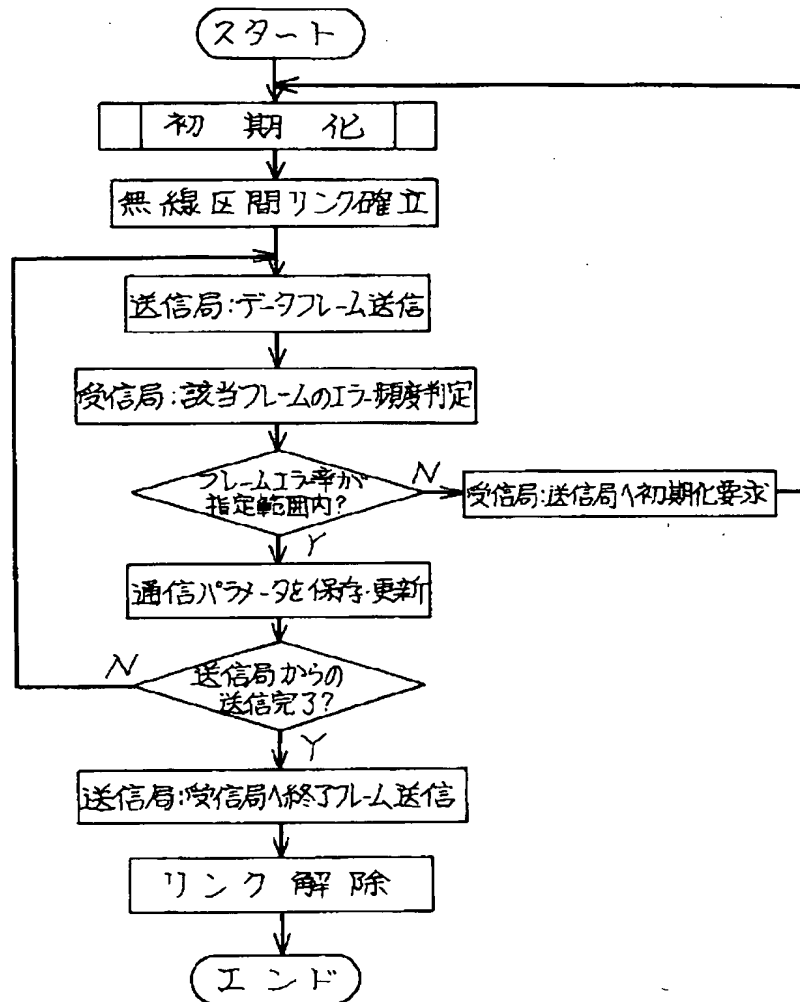 スタート
初期化
無線区間リンク確立
送信局:データフレーム送信
受信局:該当フレームのエラー頻度判定
フレームエラー率が
指定範囲内?
N
受信局:送信局へ初期化要求
Y
通信パラメータを保存・更新
N
送信局からの
送信完了?
Y
送信局:受信局へ終了フレーム送信
リンク解除
エンド